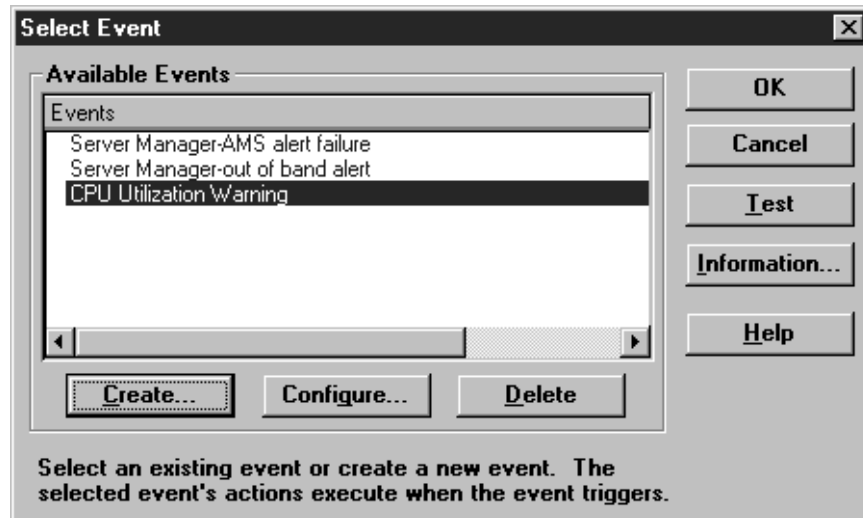 Select Event
Available Events
Events
Server Manager-AMS alert failure
Server Manager-out of band alert
CPU Utilization Warning
Create...
Configure...
Delete
OK
Cancel
Test
Information...
Help
Select an existing event or create a new event. The
selected event's actions execute when the event triggers.